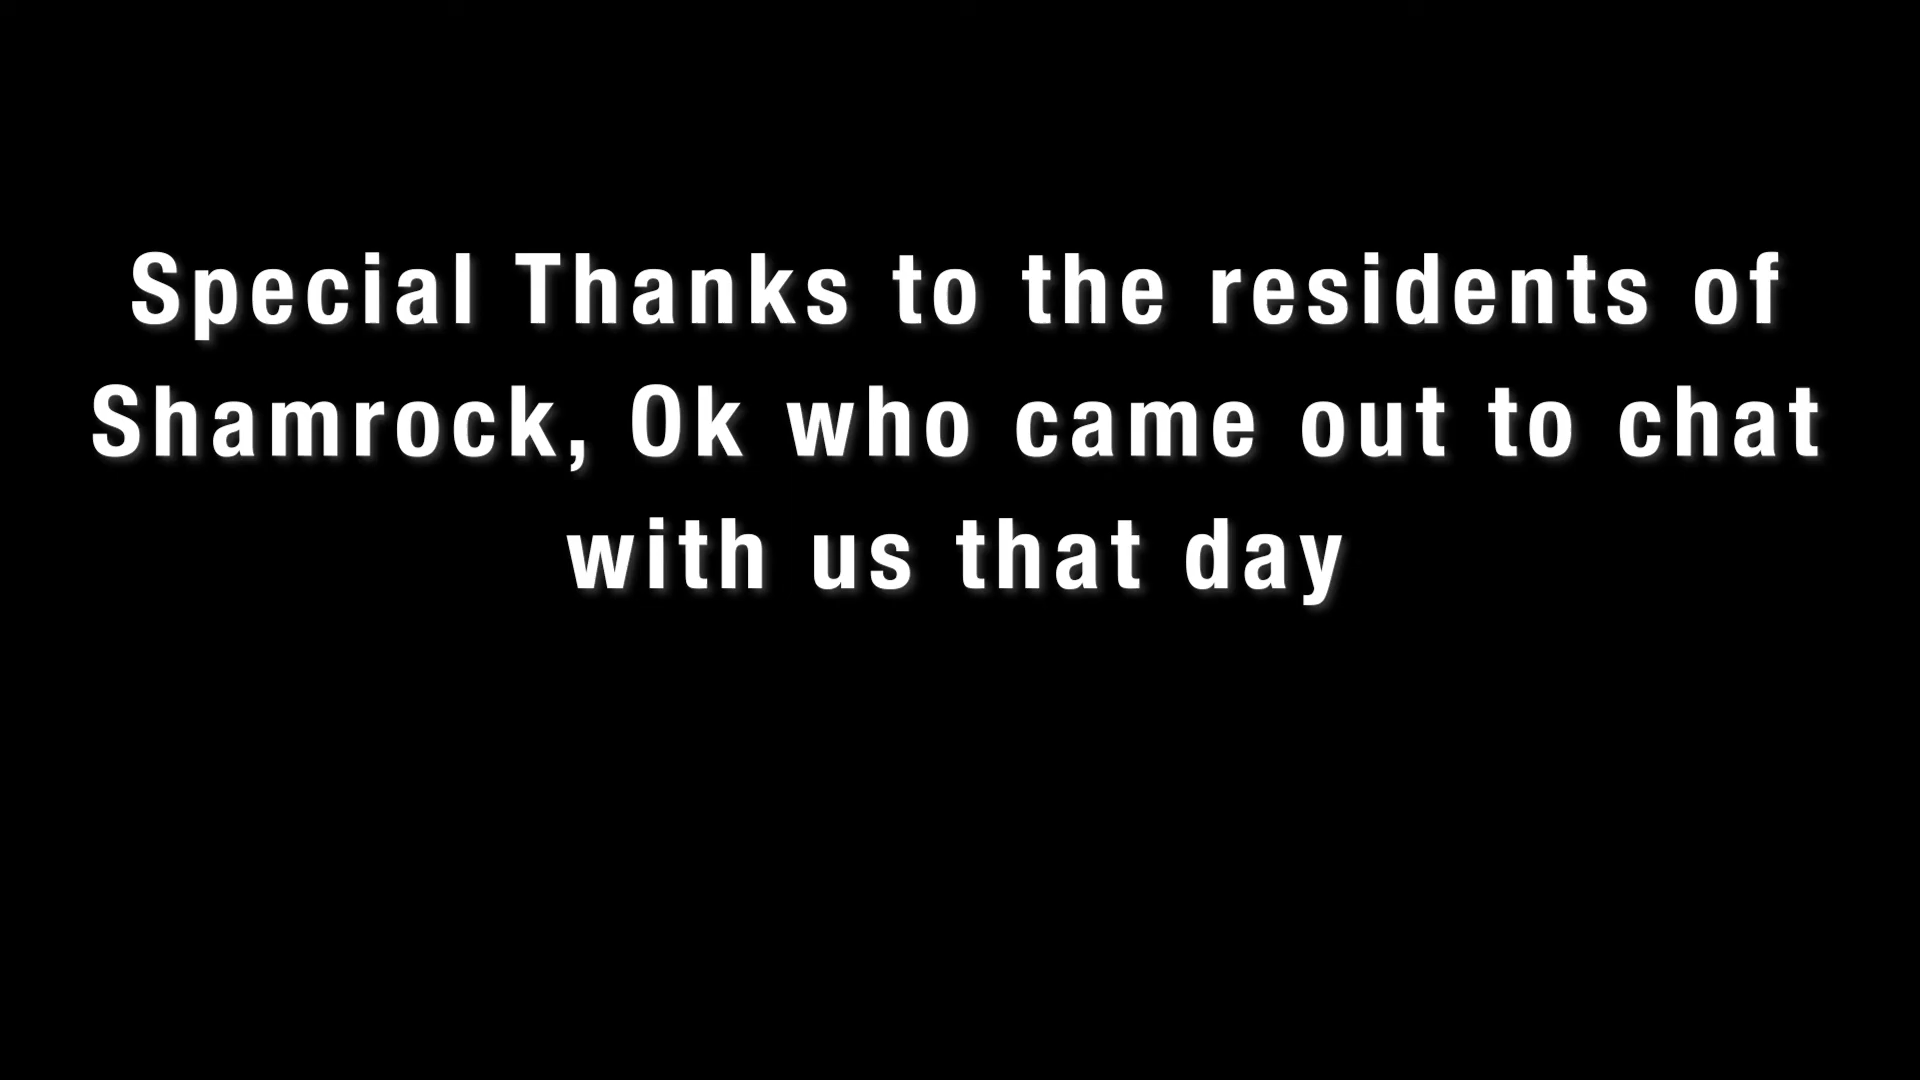 Special Thanks to the residents of
Shamrock, Ok who came out to chat
with us that day